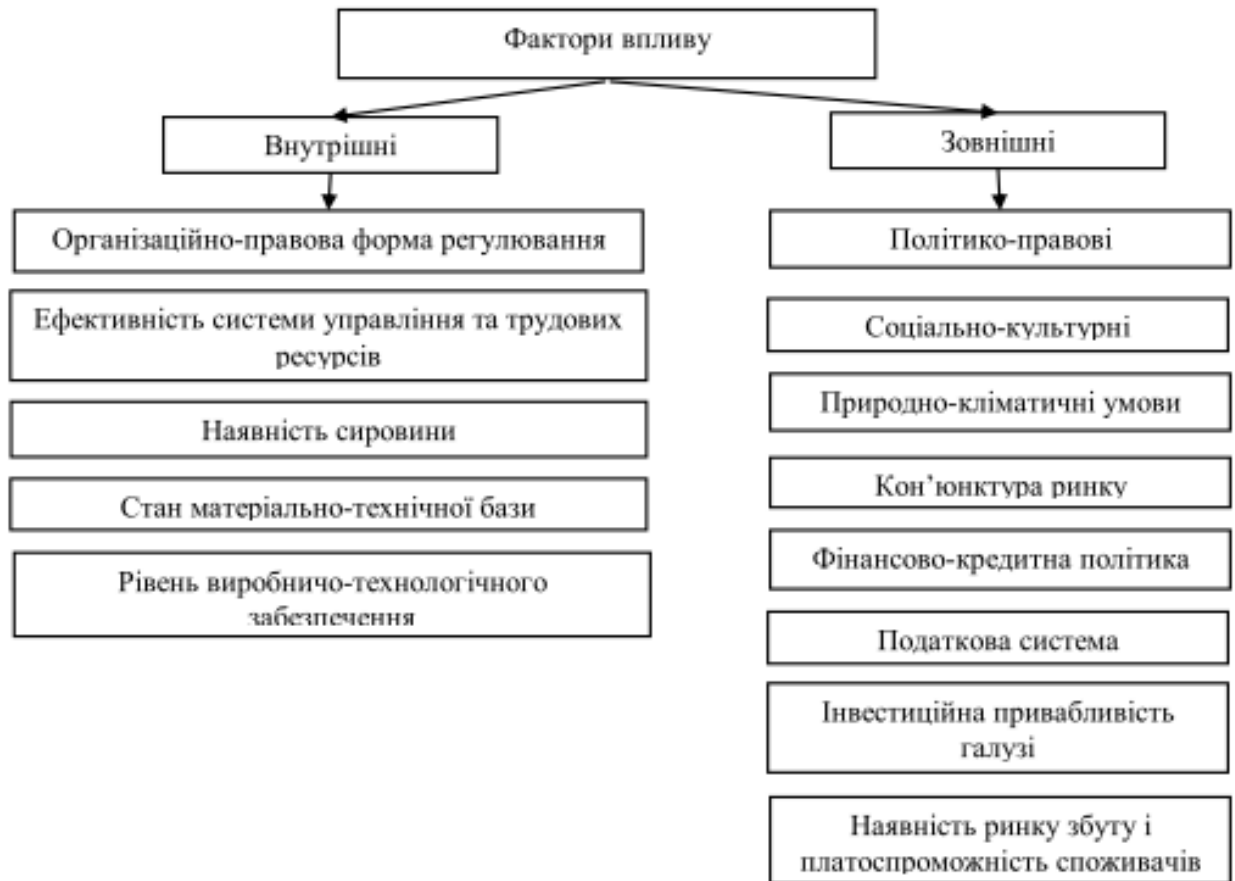 Фактори впливу
Внутрішні
Організаційно-правова форма регулювання
Ефективність системи управління та трудових
ресурсів
Наявність сировини
Стан матеріально-технічної бази
Рівень виробничо-технологічного
забезпечення
Зовнішні
Політико-правові
Соціально-культурні
Природно-кліматичні умови
Кон’юнктура ринку
Фінансово-кредитна політика
Податкова система
Інвестиційна привабливість
галузі
Наявність ринку збуту і
платоспроможність споживачів